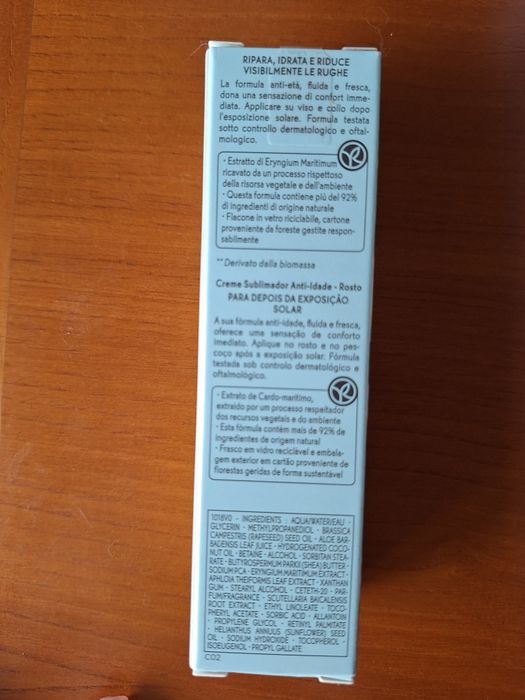 RIPARA, IDRATA E RIDUCE
VISIBILMENTE LE RUGHE
La formula anti-età, fluida e fresca,
dona una sensazione di confort imme-
diata. Applicare su viso e collo dopo
l'esposizione solare. Formula testata
sotto controllo dermatologico e oftal-
mologico.
• Estratto di Eryngium Maritimum
ricavato da un processo rispettoso
della risorsa vegetale e dell'ambiente
• Questa formula contiene più del 92%
di ingredienti di origine naturale
• Flacone in vetro riciclabile, cartone
proveniente da foreste gestite respon-
sabilmente
**Derivato dalla biomassa
Creme Sublimador Anti-Idade - Rosto
PARA DEPOIS DA EXPOSIÇÃO
SOLAR
A sua fórmula anti-idade, fluida e fresca,
oferece uma sensação de conforto
imediato. Aplique no rosto e no pes-
coço após a exposição solar. Fórmula
testada sob controlo dermatológico e
oftalmológico.
• Extrato de Cardo-marítimo,
extraído por um processo respeitador
dos recursos vegetais e do ambiente
• Esta fórmula contém mais de 92% de
ingredientes de origem natural
• Frasco em vidro reciclável e embala-
gem exterior em cartão proveniente de
florestas geridas de forma sustentável
1018V0 - INGREDIENTS : AQUA/WATER/EAU -
GLYCERIN - METHYLPROPANEDIOL - BRASSICA
CAMPESTRIS (RAPESEED) SEED OIL - ALOE BAR-
BADENSIS LEAF JUICE - HYDROGENATED COCO-
NUT OIL - BETAINE - ALCOHOL - SORBITAN STEA-
RATE - BUTYROSPERMUM PARKII (SHEA) BUTTER -
SODIUM PCA - ERYNGIUM MARITIMUM EXTRACT -
APHLOIA THEIFORMIS LEAF EXTRACT - XANTHAN
GUM - STEARYL ALCOHOL - CETETH-20 - PAR-
FUM/FRAGRANCE - SCUTELLARIA BAICALENSIS
ROOT EXTRACT - ETHYL LINOLEATE - TOCO-
PHERYL ACETATE - SORBIC ACID - ALLANTOIN
- PROPYLENE GLYCOL - RETINYL PALMITATE
- HELIANTHUS ANNUUS (SUNFLOWER) SEED
OIL - SODIUM HYDROXIDE - TOCOPHEROL -
ISOEUGENOL - PROPYL GALLATE
C02